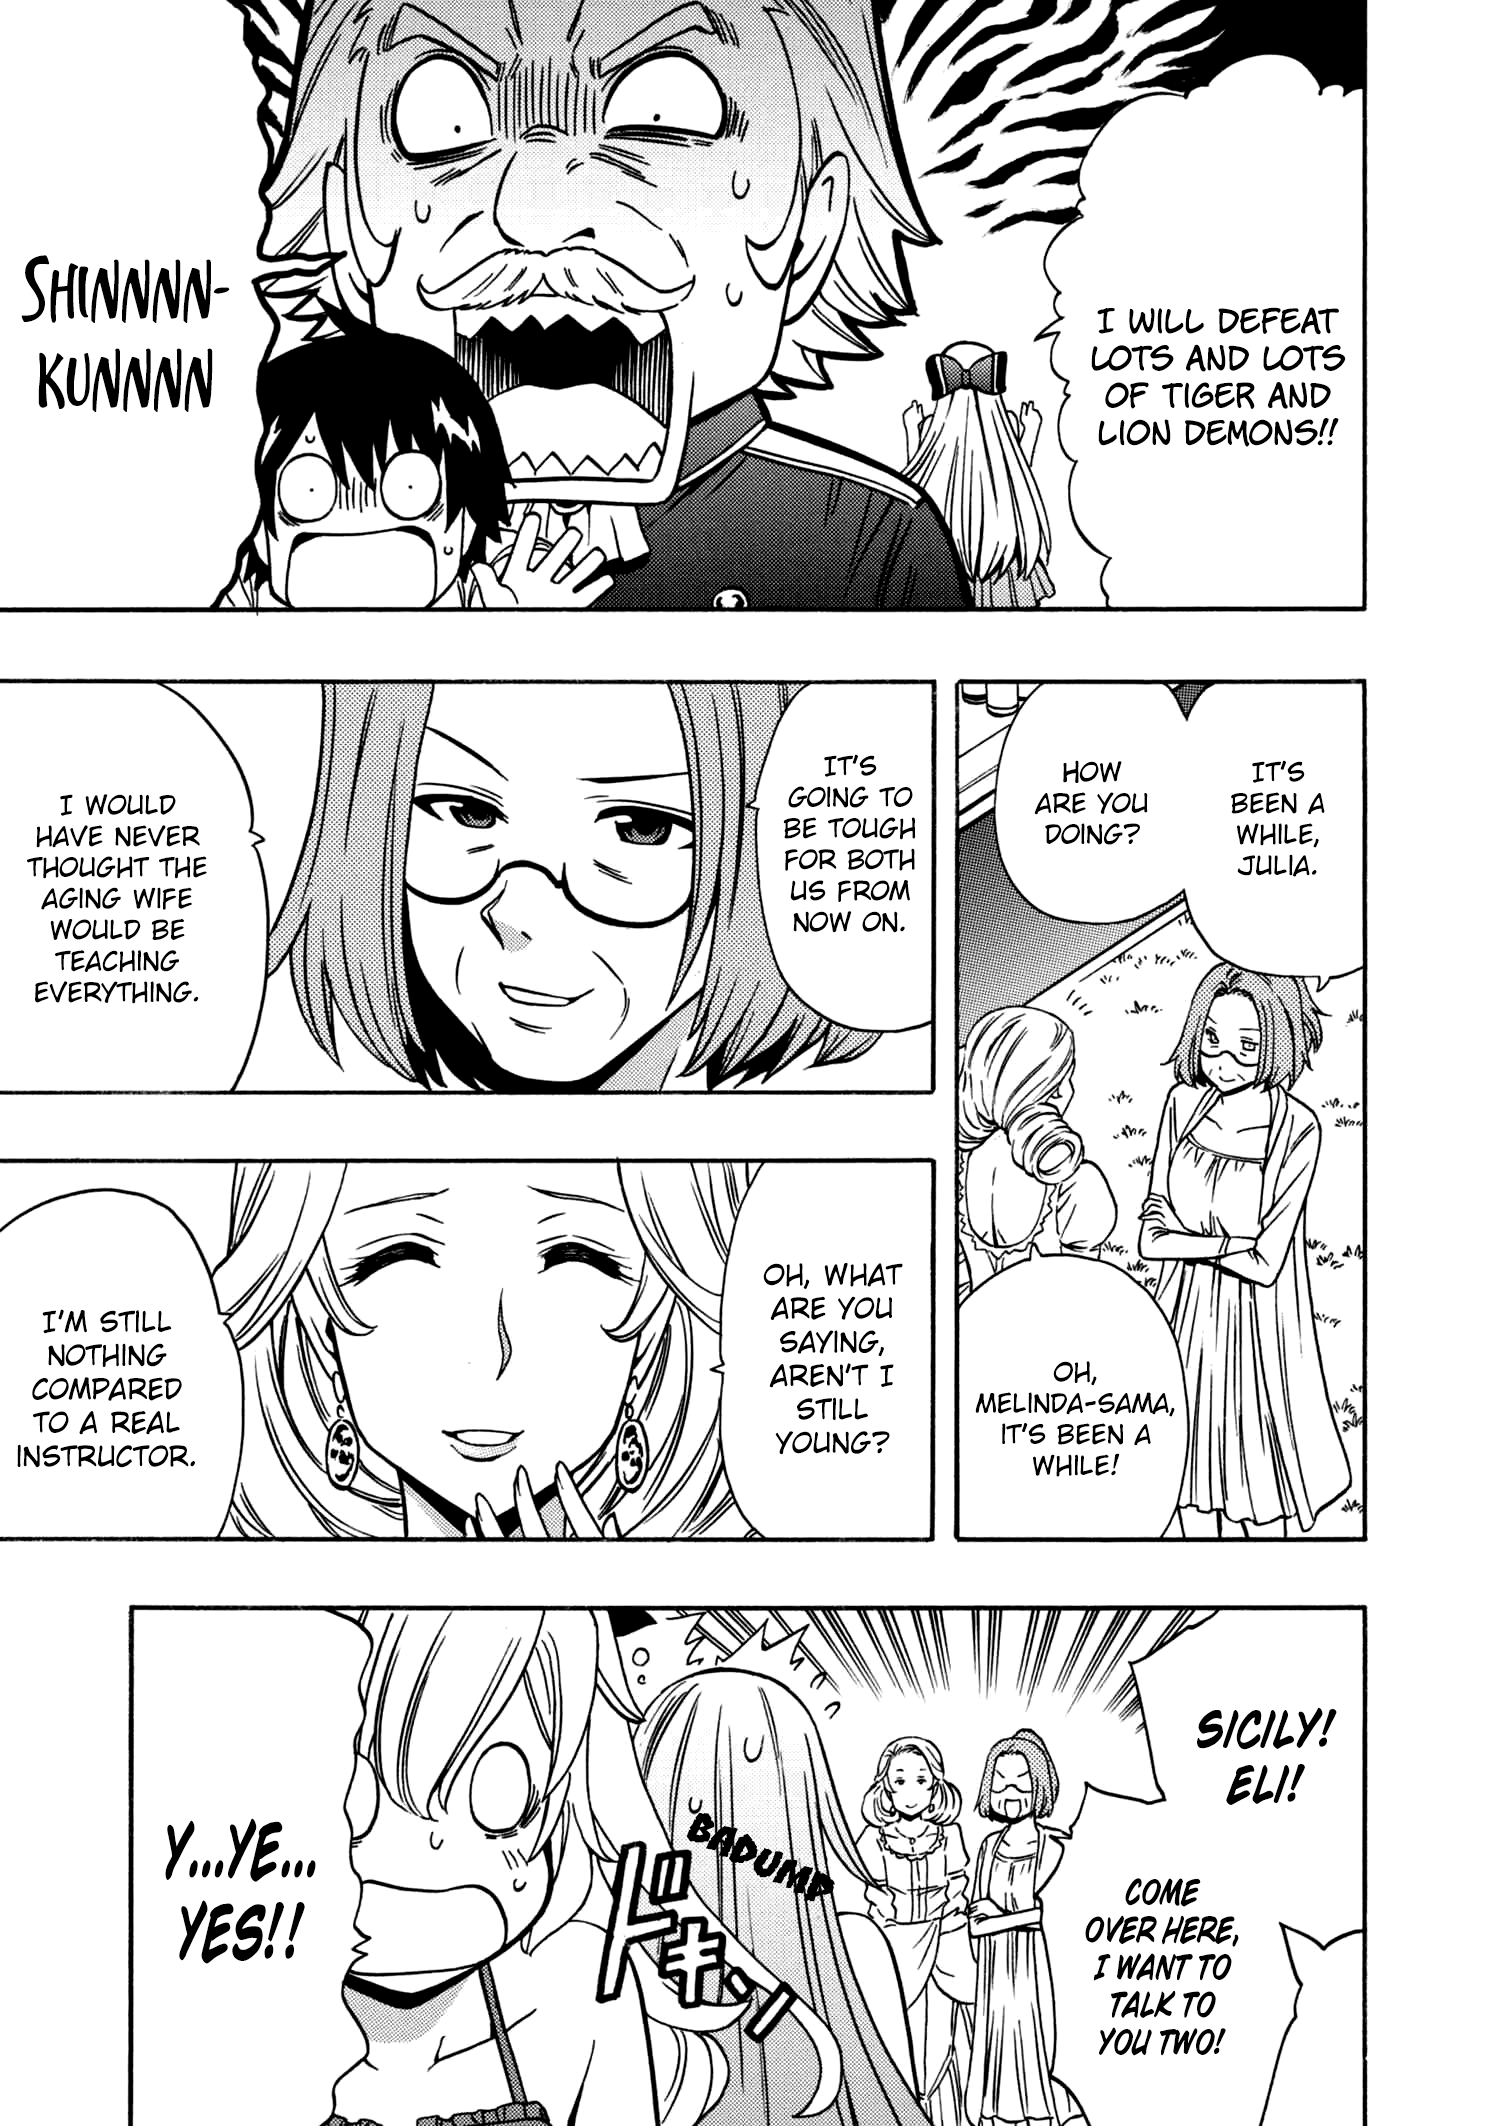 I WILL DEFEAT
LOTS AND LOTS
OF TIGER AND
LION DEMONS!!
SHINNNN-
KUNNNN
IT'S
BEEN A
WHILE,
JULIA.
HOW
ARE YOU
DOING?
OH,
MELINDA-SAMA,
IT'S BEEN A
WHILE!
IT'S
GOING TO
BE TOUGH
FOR BOTH
US FROM
NOW ON.
I WOULD
HAVE NEVER
THOUGHT THE
AGING WIFE
WOULD BE
TEACHING
EVERYTHING.
OH, WHAT
ARE YOU
SAYING,
AREN'T I
STILL
YOUNG?
I'M STILL
NOTHING
COMPARED
TO A REAL
INSTRUCTOR.
SICILY!
ELI!
COME
OVER HERE,
I WANT TO
TALK TO
YOU TWO!
BADUMP
ドキーン
Y...YE...
YES!!